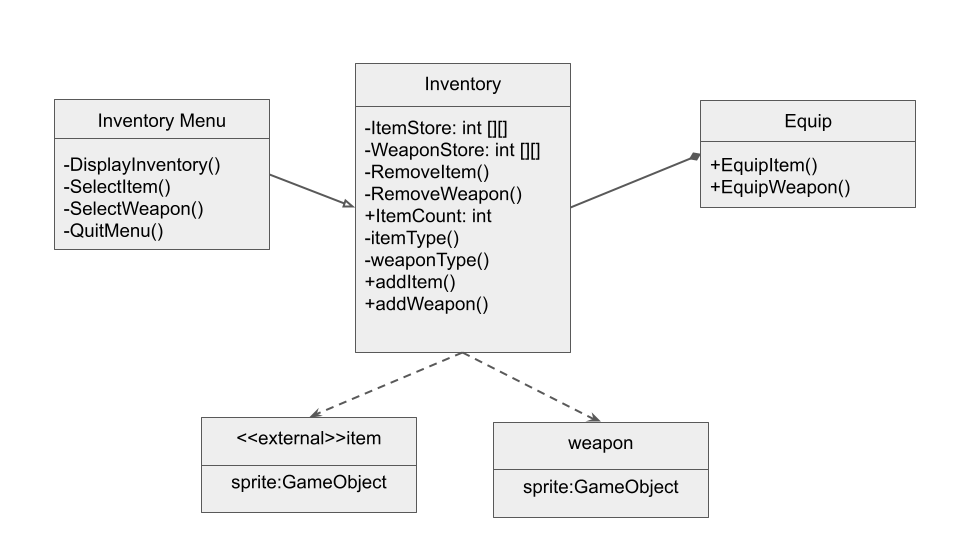 Inventory Menu
-DisplayInventory()
-SelectItem()
-SelectWeapon()
-QuitMenu()
Inventory
-ItemStore: int [][]
-WeaponStore: int [][]
-RemoveItem()
-RemoveWeapon()
+ItemCount: int
-itemType()
-weaponType()
+addItem()
+addWeapon()
Equip
+EquipItem()
+EquipWeapon()
<<external>>item
sprite:GameObject
weapon
sprite:GameObject